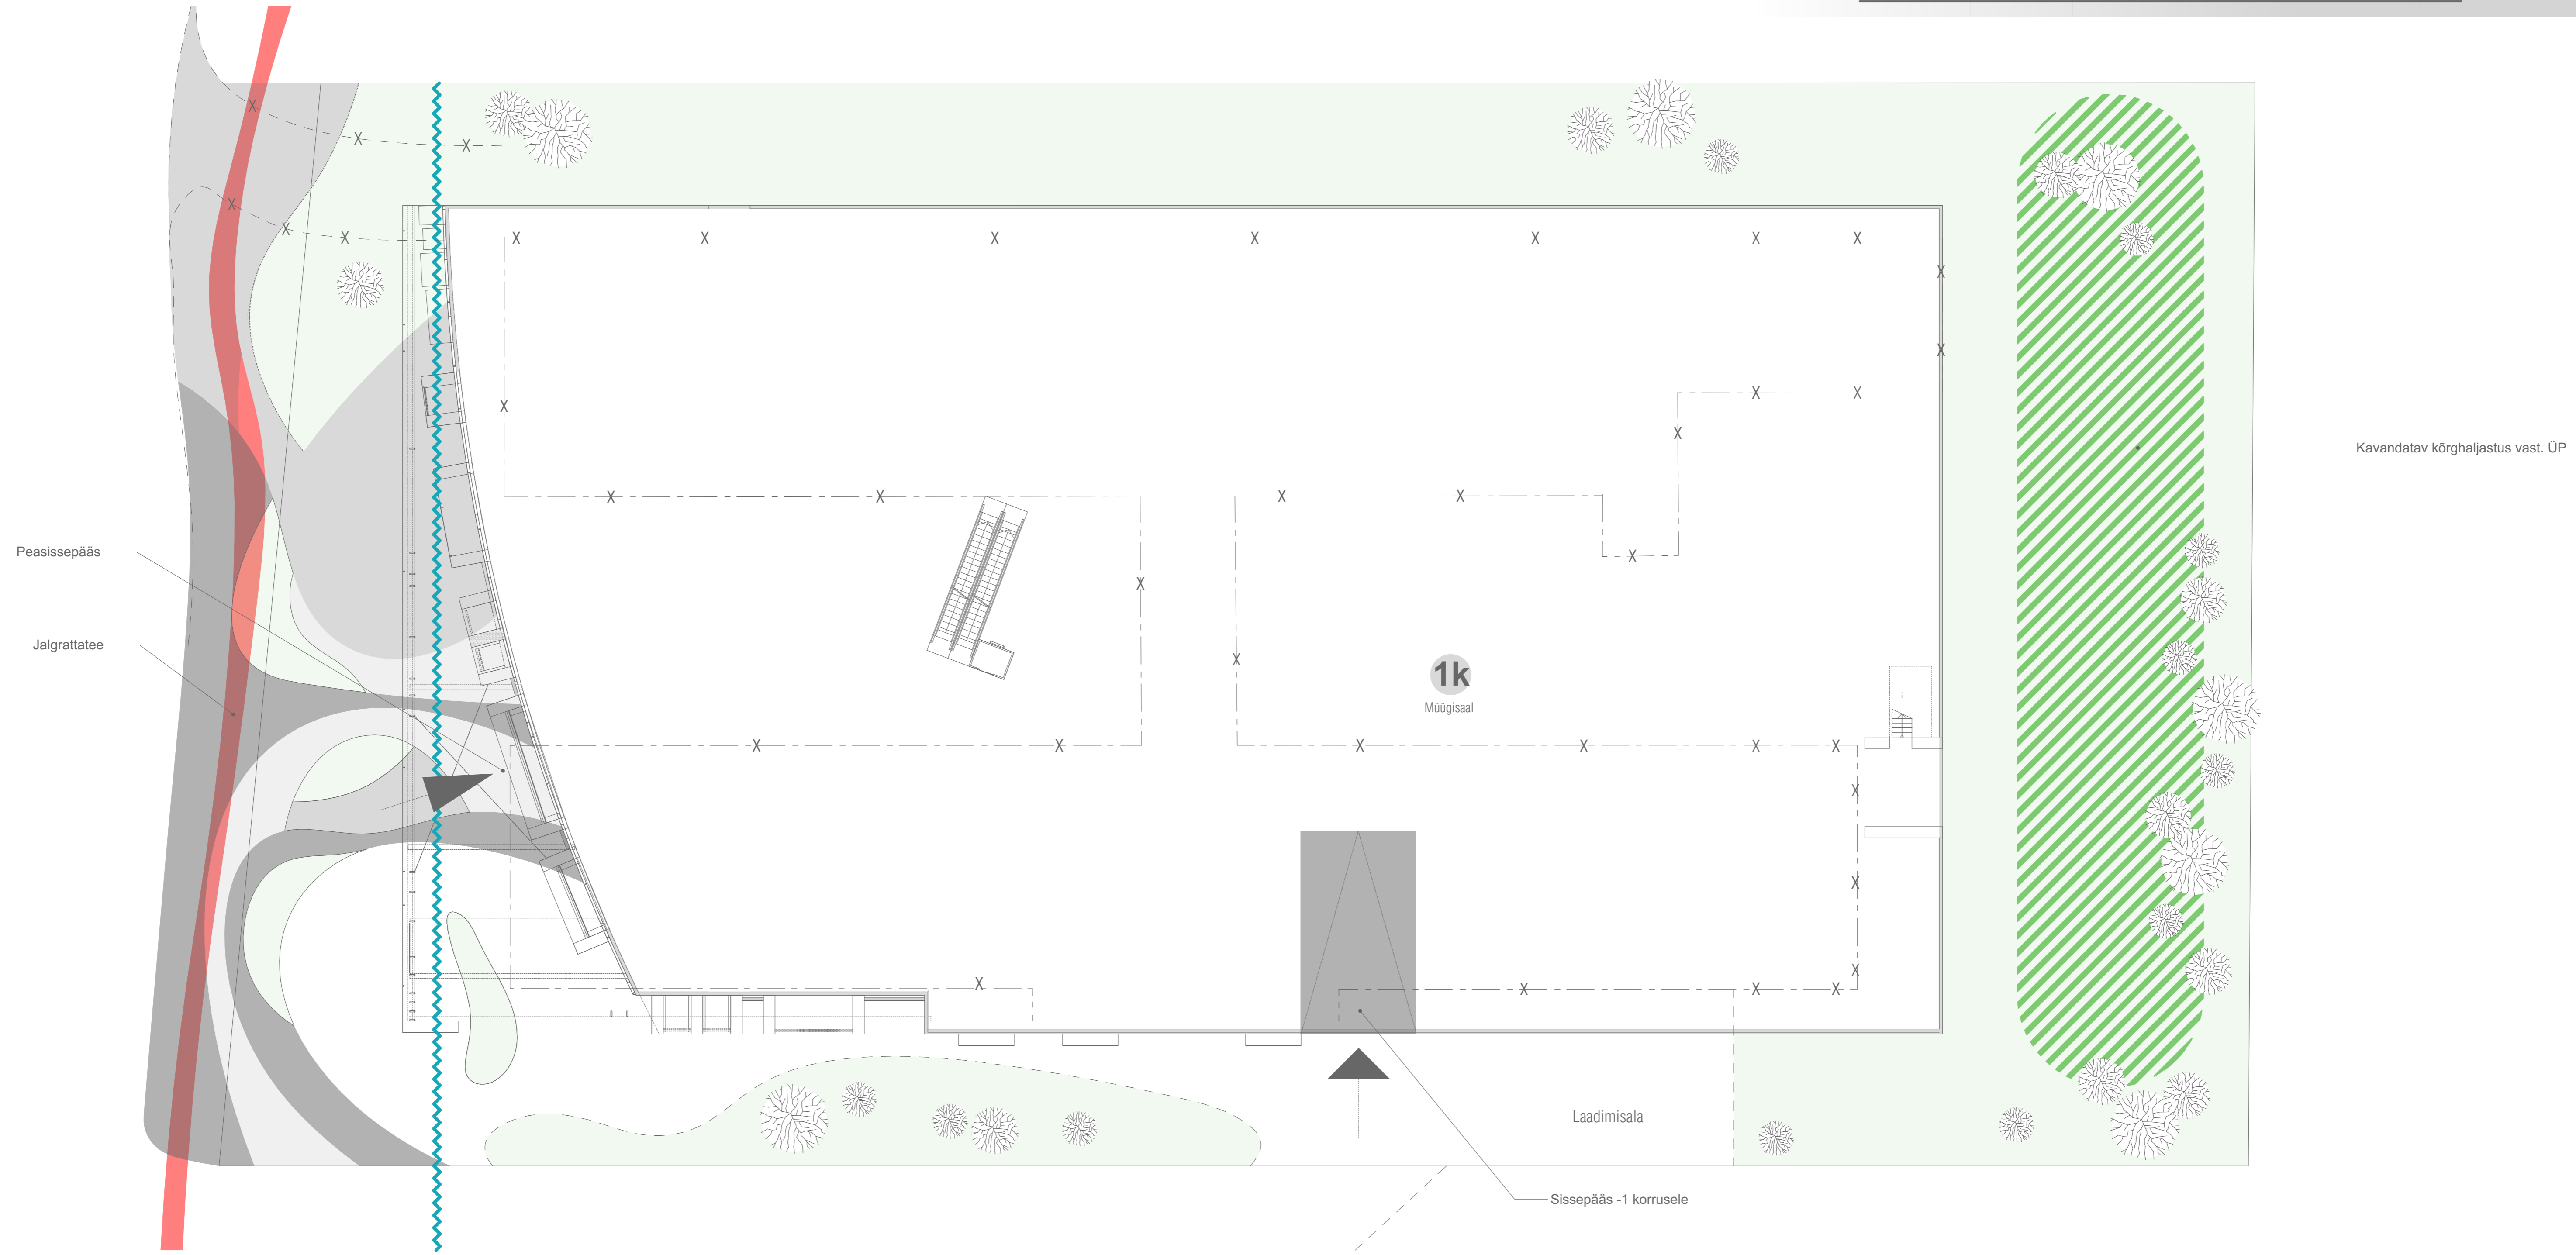 Kavandatav kõrghaljastus vast. ÜP
Peasissepääs
Jalgrattatee
1k
Müügisaal
Laadimisala
Sissepääs -1 korrusele